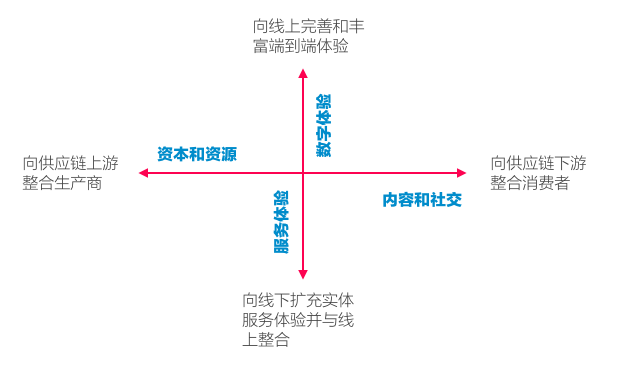 向线上完善和丰
富端到端体验
数字体验
资本和资源
向供应链上游
整合生产商
向供应链下游
整合消费者
内容和社交
服务体验
向线下扩充实体
服务体验并与线
上整合